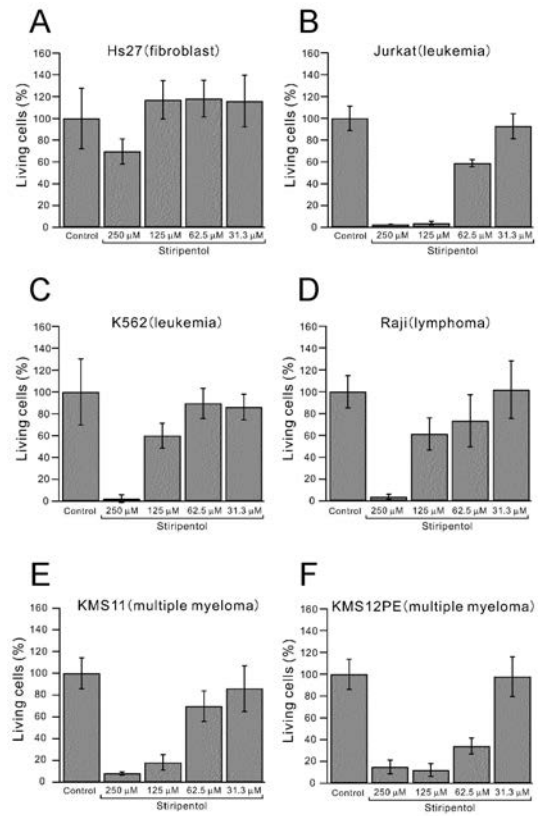 A
Hs27(fibroblast)
Living cells (%)
160
140
120
100
80
60
40
20
0
Control
250 μM
125 μM
62.5 μM
31.3 μM
Stiripentol
B
Jurkat(leukemia)
Living cells (%)
160
140
120
100
80
60
40
20
0
Control
250 μM
125 μM
62.5 μM
31.3 μM
Stiripentol
C
K562(leukemia)
Living cells (%)
160
140
120
100
80
60
40
20
0
Control
250 μM
125 μM
62.5 μM
31.3 μM
Stiripentol
D
Raji(lymphoma)
Living cells (%)
160
140
120
100
80
60
40
20
0
Control
250 μM
125 μM
62.5 μM
31.3 μM
Stiripentol
E
KMS11(multiple myeloma)
Living cells (%)
160
140
120
100
80
60
40
20
0
Control
250 μM
125 μM
62.5 μM
31.3 μM
Stiripentol
F
KMS12PE(multiple myeloma)
Living cells (%)
160
140
120
100
80
60
40
20
0
Control
250 μM
125 μM
62.5 μM
31.3 μM
Stiripentol